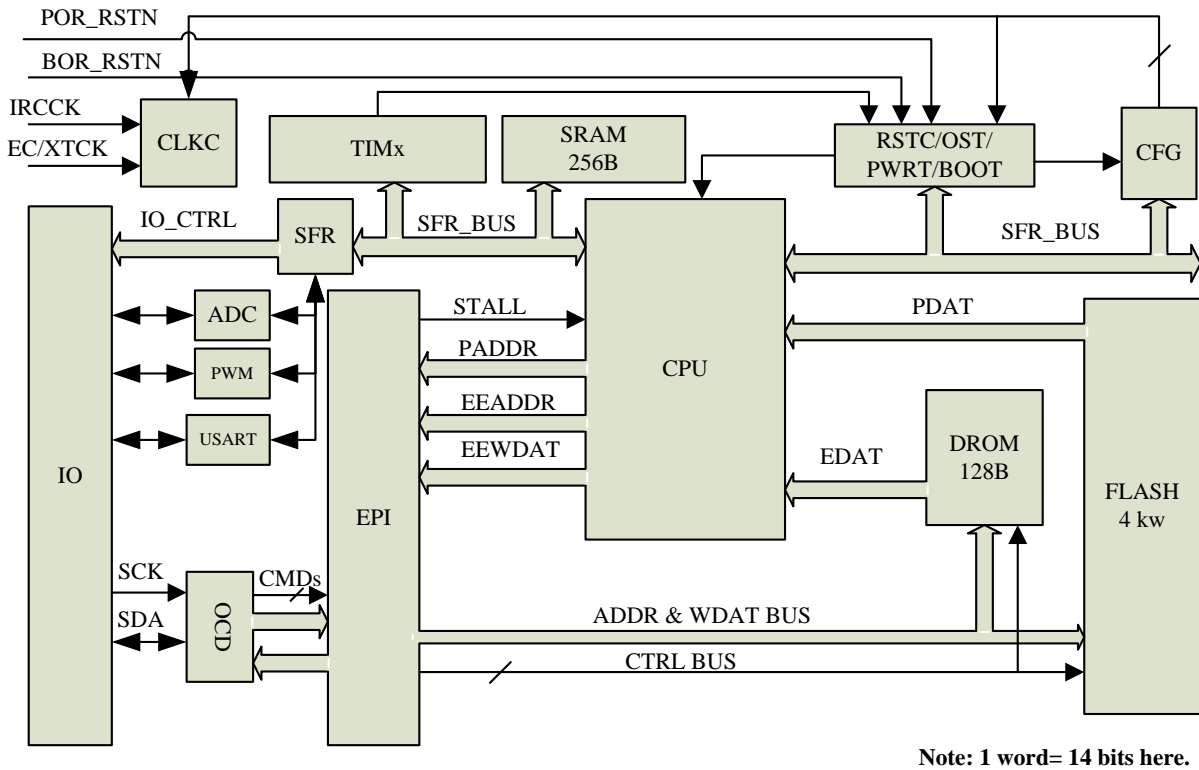 POR_RSTN
BOR_RSTN
IRCCK
EC/XTCK
CLKC
TIMx
SRAM
256B
RSTC/OST/
PWRT/BOOT
CFG
IO_CTRL
SFR
SFR_BUS
SFR_BUS
ADC
PWM
USART
IO
STALL
PADDR
EEADDR
EEWDAT
EPI
CPU
PDAT
EDAT
DROM
128B
FLASH
4 kw
SCK
SDA
OCD
CMDs
ADDR & WDAT BUS
CTRL BUS
Note: 1 word= 14 bits here.